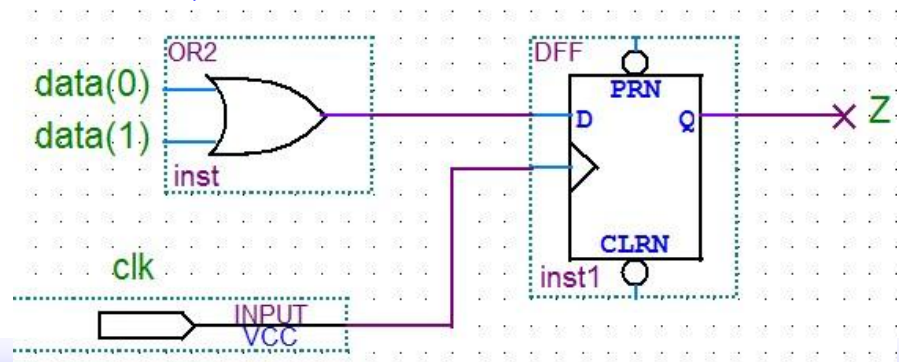 OR2
data(0)
data(1)
inst
DFF
PRN
D
Q
Z
CLRN
inst1
clk
INPUT
VCC